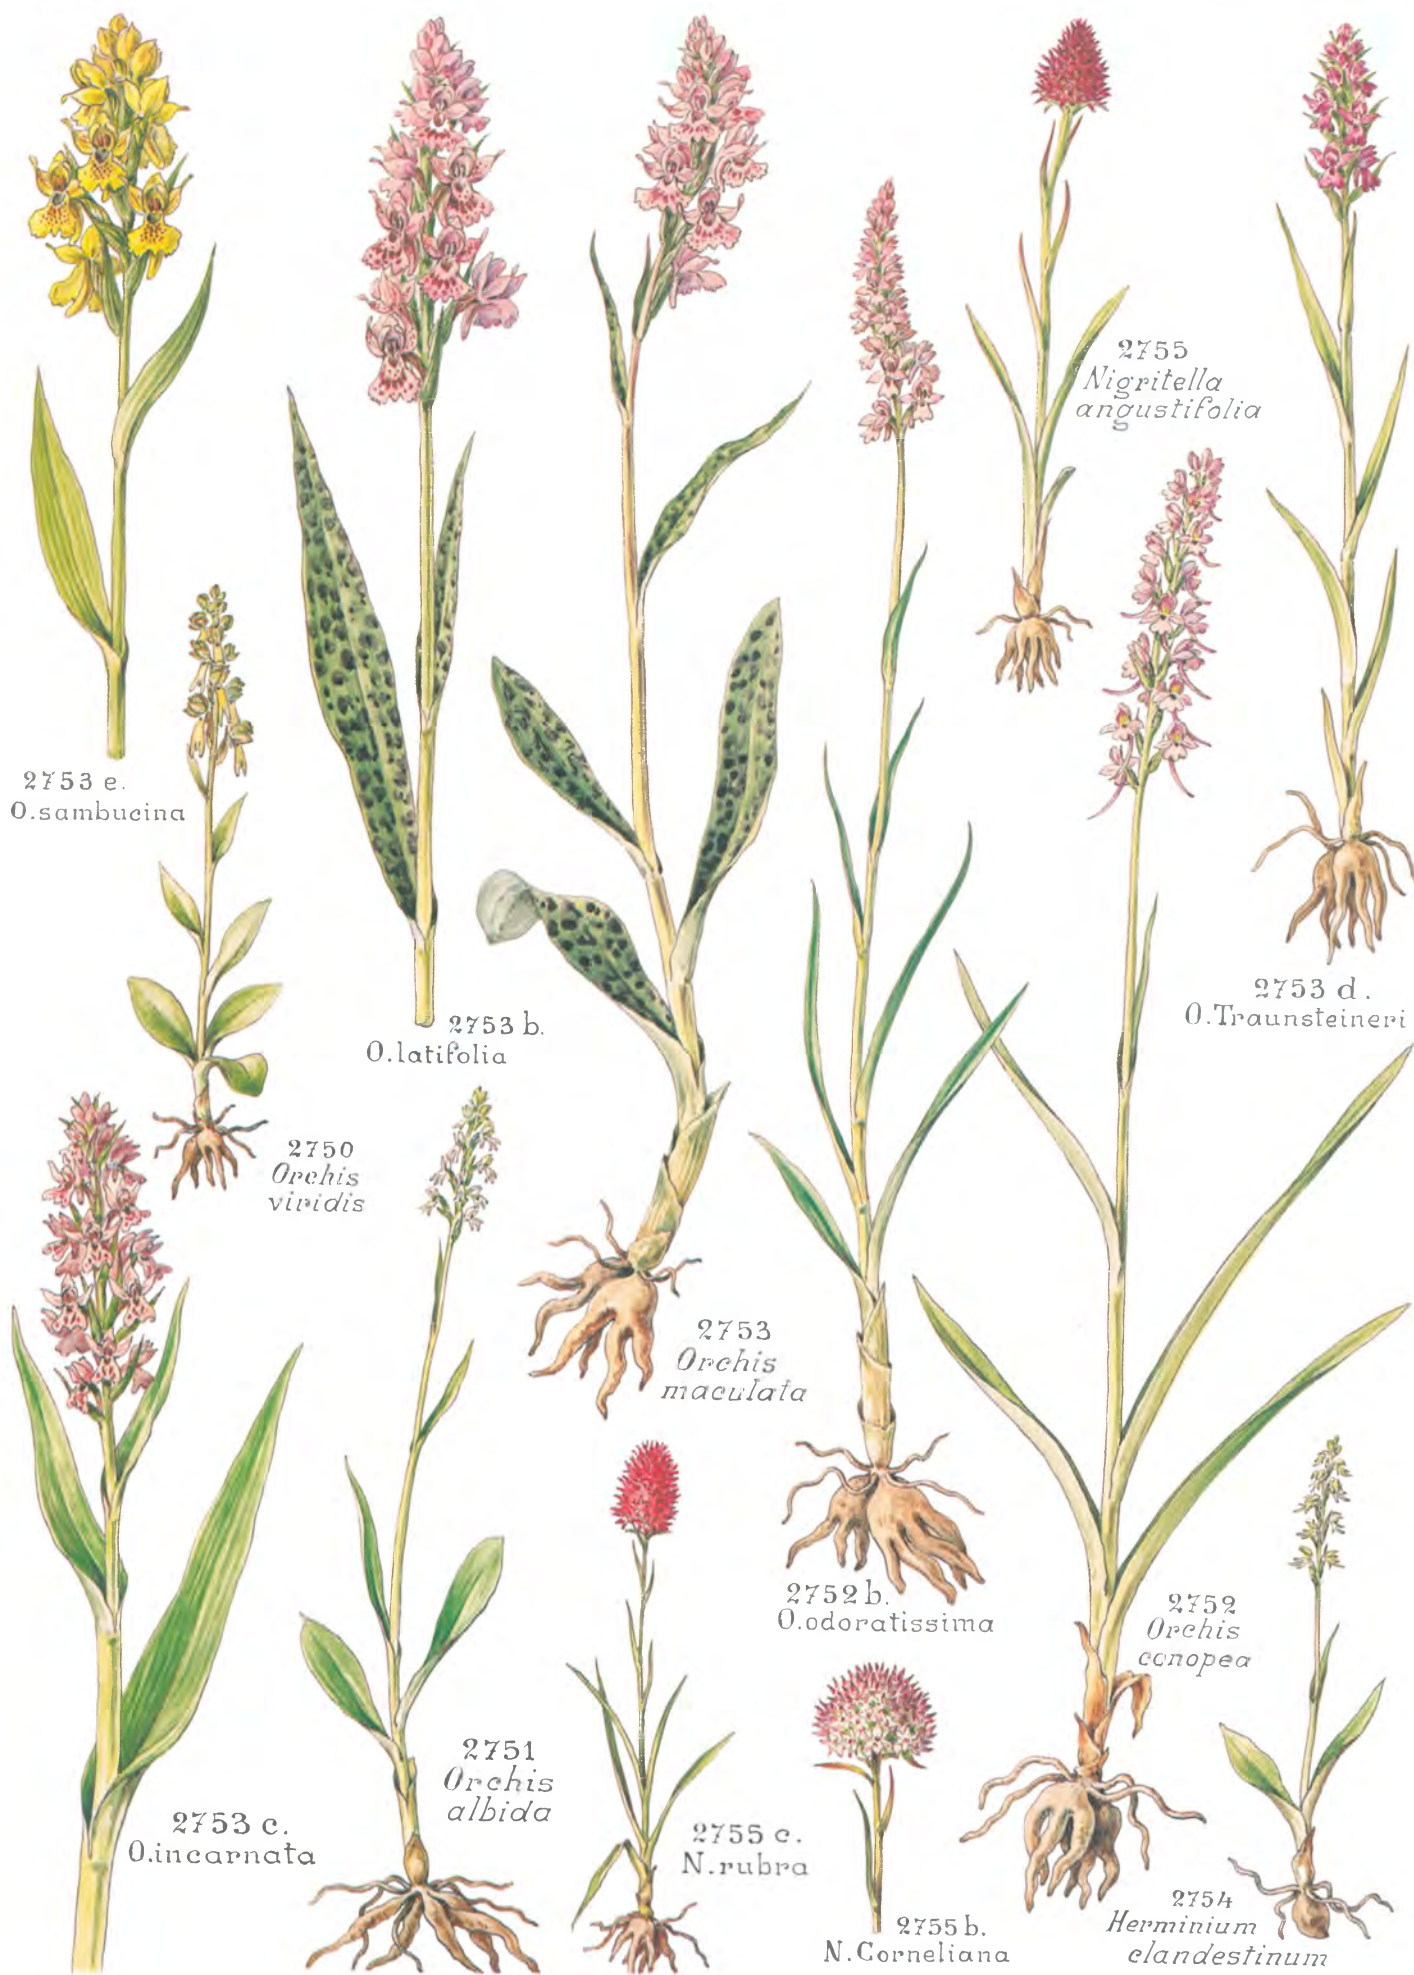 2755
Nigritella
angustifolia
2753 e.
O.sambucina
2753 d.
O.Traunsteineri
2753 b.
O.latifolia
2750
Orchis
viridis
2753
Orchis
maculata
2752 b.
O.odoratissima
2752
Orchis
conopea
2751
Orchis
albida
2753 c.
O.incarnata
2755 c.
N.rubra
2755 b.
N.Corneliana
2754
Herminium
clandestinum